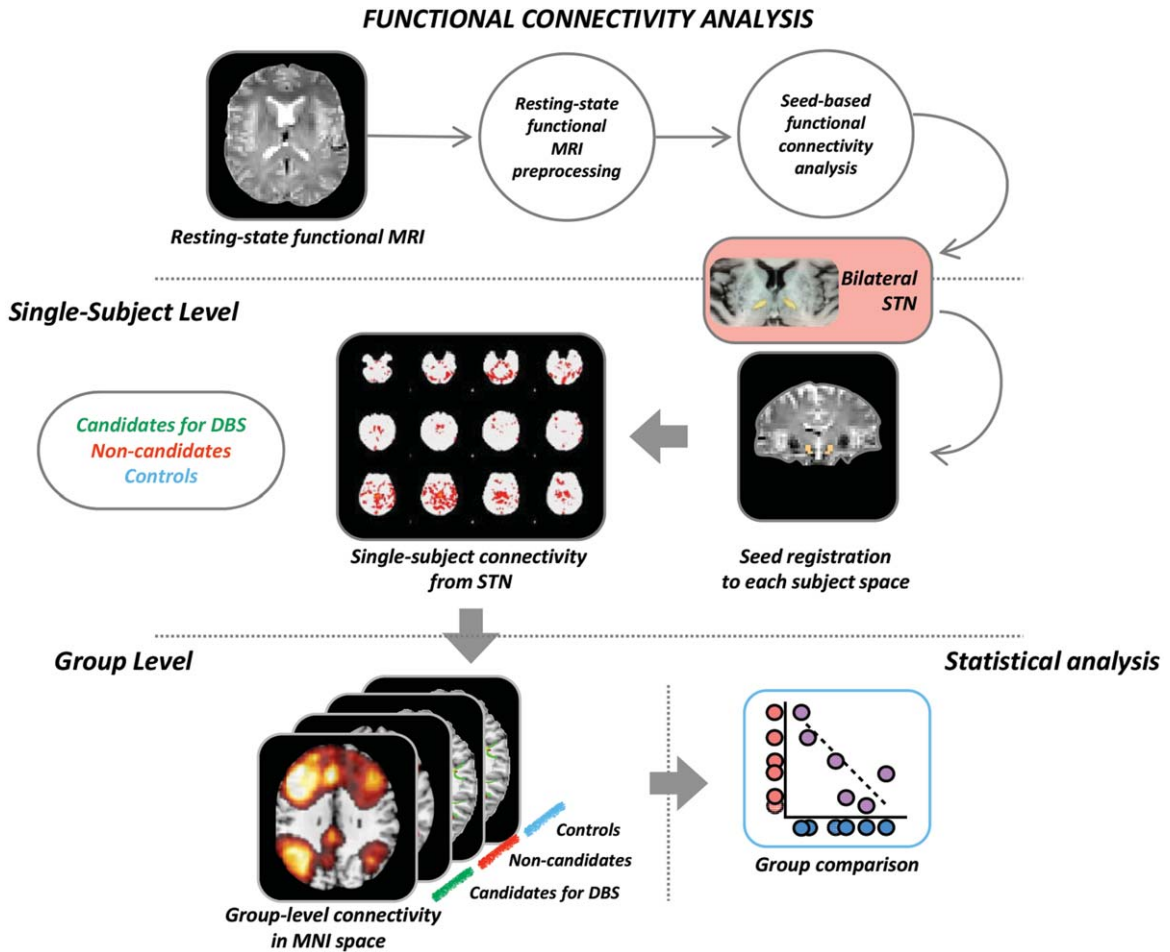 FUNCTIONAL CONNECTIVITY ANALYSIS
Resting-state functional MRI
Resting-state
functional
MRI
preprocessing
Seed-based
functional
connectivity
analysis
Bilateral
STN
Single-Subject Level
Candidates for DBS
Non-candidates
Controls
Single-subject connectivity
from STN
Seed registration
to each subject space
Group Level
Controls
Non-candidates
Candidates for DBS
Group-level connectivity
in MNI space
Statistical analysis
Group comparison